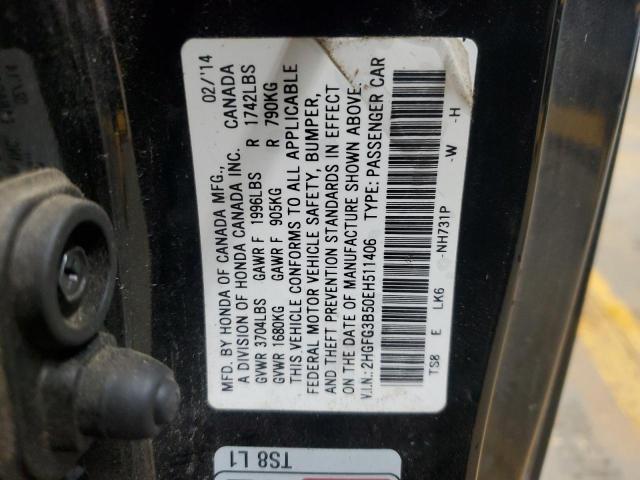 MFD. BY HONDA OF CANADA MFG., 02/'14
A DIVISION OF HONDA CANADA INC. CANADA
GVWR 3704LBS GAWR F 1996LBS R 1742LBS
GVWR 1680KG GAWR F 905KG R 790KG
THIS VEHICLE CONFORMS TO ALL APPLICABLE
FEDERAL MOTOR VEHICLE SAFETY, BUMPER,
AND THEFT PREVENTION STANDARDS IN EFFECT
ON THE DATE OF MANUFACTURE SHOWN ABOVE.
V.I.N.: 2HGFG3B50EH511406 TYPE: PASSENGER CAR
TS8 E LK6 -NH731P -W -H
TS8 L1